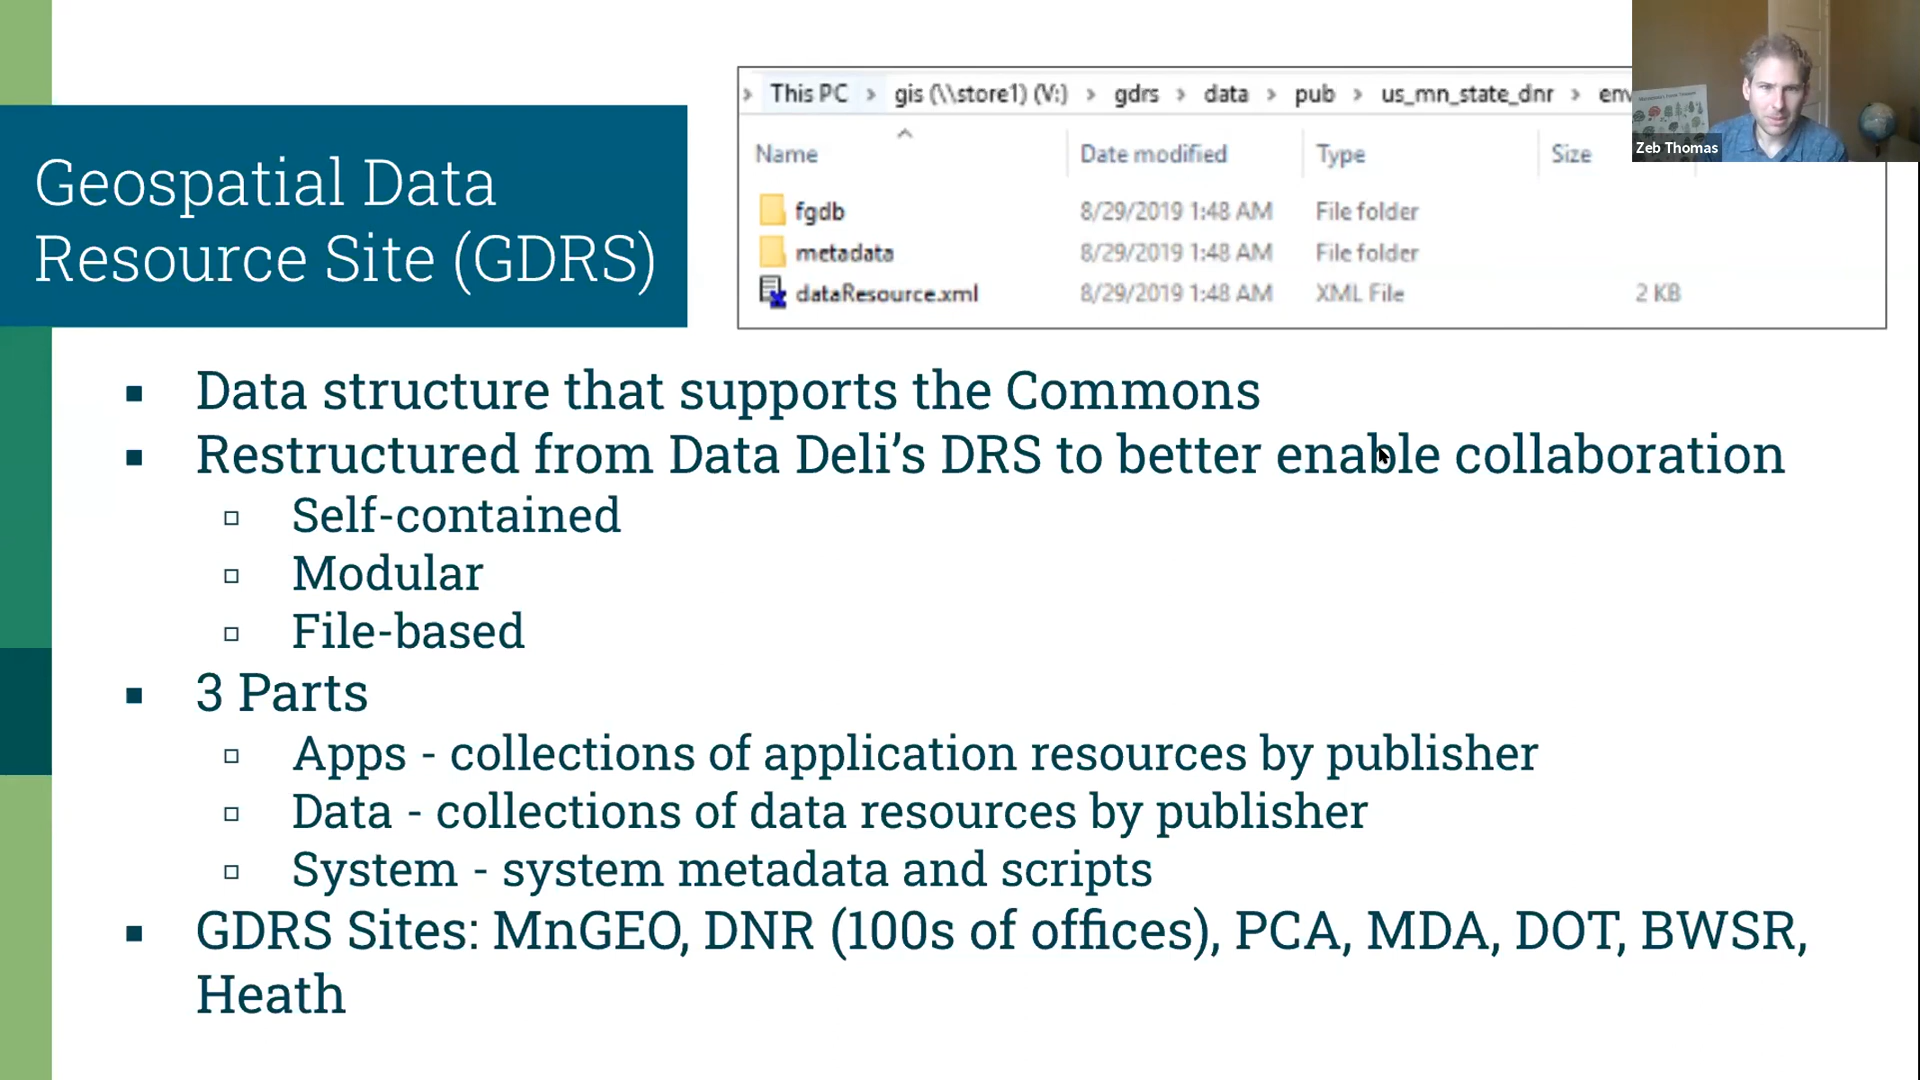 Geospatial Data
Resource Site (GDRS)
This PC > gis (\\store1) (V:) > gdrs > data > pub > us_mn_state_dnr >
Name Date modified Type Size
fgdb 8/29/2019 1:48 AM File folder
metadata 8/29/2019 1:48 AM File folder
dataResource.xml 8/29/2019 1:48 AM XML File 2 KB
Zeb Thomas
▪ Data structure that supports the Commons
▪ Restructured from Data Deli’s DRS to better enable collaboration
▫ Self-contained
▫ Modular
▫ File-based
▪ 3 Parts
▫ Apps - collections of application resources by publisher
▫ Data - collections of data resources by publisher
▫ System - system metadata and scripts
▪ GDRS Sites: MnGEO, DNR (100s of offices), PCA, MDA, DOT, BWSR,
Heath